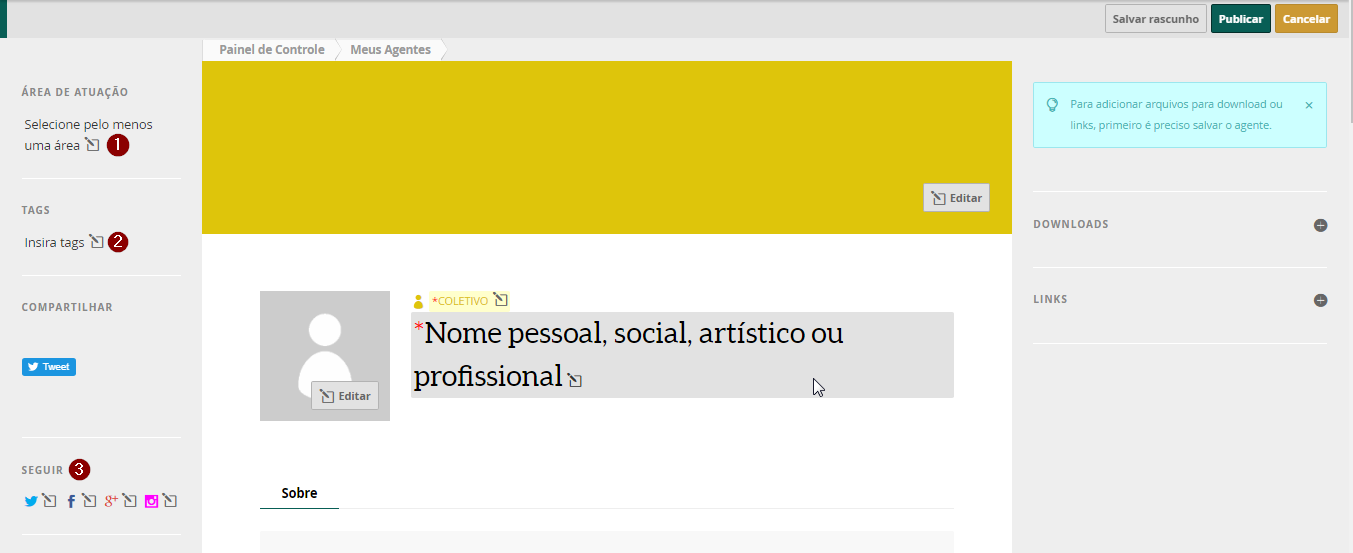 Salvar rascunho
Publicar
Cancelar
Painel de Controle
Meus Agentes
ÁREA DE ATUAÇÃO
Selecione pelo menos
uma área
1
TAGS
Insira tags
2
COMPARTILHAR
Tweet
SEGUIR
3
g+
Editar
Editar
*COLETIVO
*Nome pessoal, social, artístico ou
profissional
Sobre
Para adicionar arquivos para download ou
links, primeiro é preciso salvar o agente.
×
DOWNLOADS
LINKS